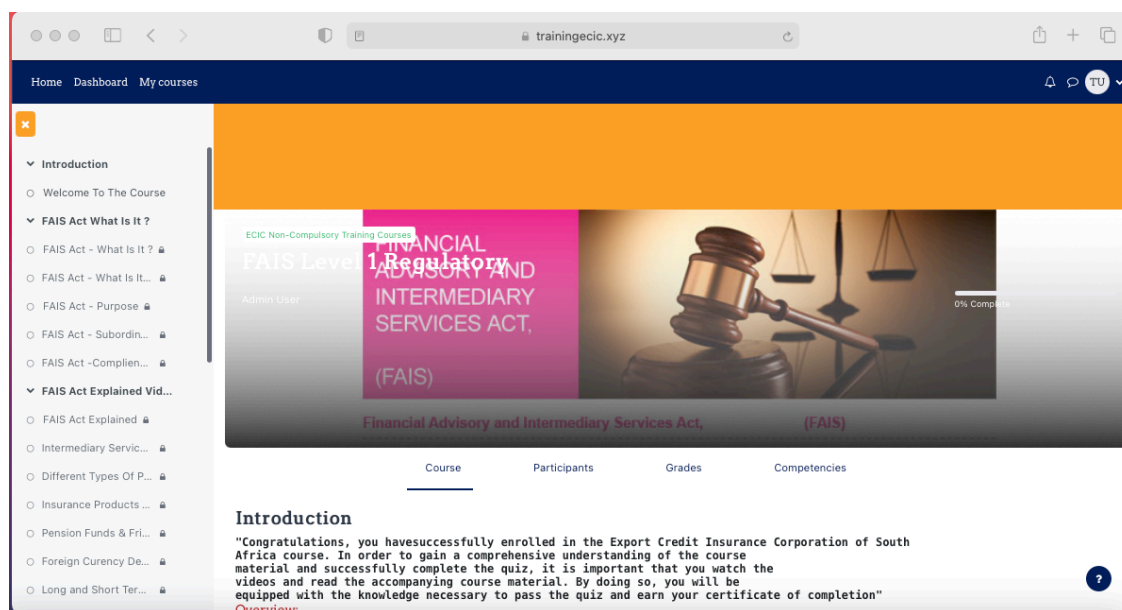 trainingecic.xyz
Home Dashboard My courses
TU
Introduction
Welcome To The Course
FAIS Act What Is It ?
FAIS Act - What Is It ?
FAIS Act - What Is It...
FAIS Act - Purpose
FAIS Act - Subordin...
FAIS Act -Complien...
FAIS Act Explained Vid...
FAIS Act Explained
Intermediary Servic...
Different Types Of P...
Insurance Products ...
Pension Funds & Fri...
Foreign Curency De...
Long and Short Ter...
ECIC Non-Compulsory Training Courses
FAIS Level 1 Regulatory
Admin User
0% Complete
FINANCIAL
ADVISORY AND
INTERMEDIARY
SERVICES ACT,
(FAIS)
Financial Advisory and Intermediary Services Act, (FAIS)
Course Participants Grades Competencies
Introduction
"Congratulations, you havesuccessfully enrolled in the Export Credit Insurance Corporation of South
Africa course. In order to gain a comprehensive understanding of the course
material and successfully complete the quiz, it is important that you watch the
videos and read the accompanying course material. By doing so, you will be
equipped with the knowledge necessary to pass the quiz and earn your certificate of completion"
Overview:
?